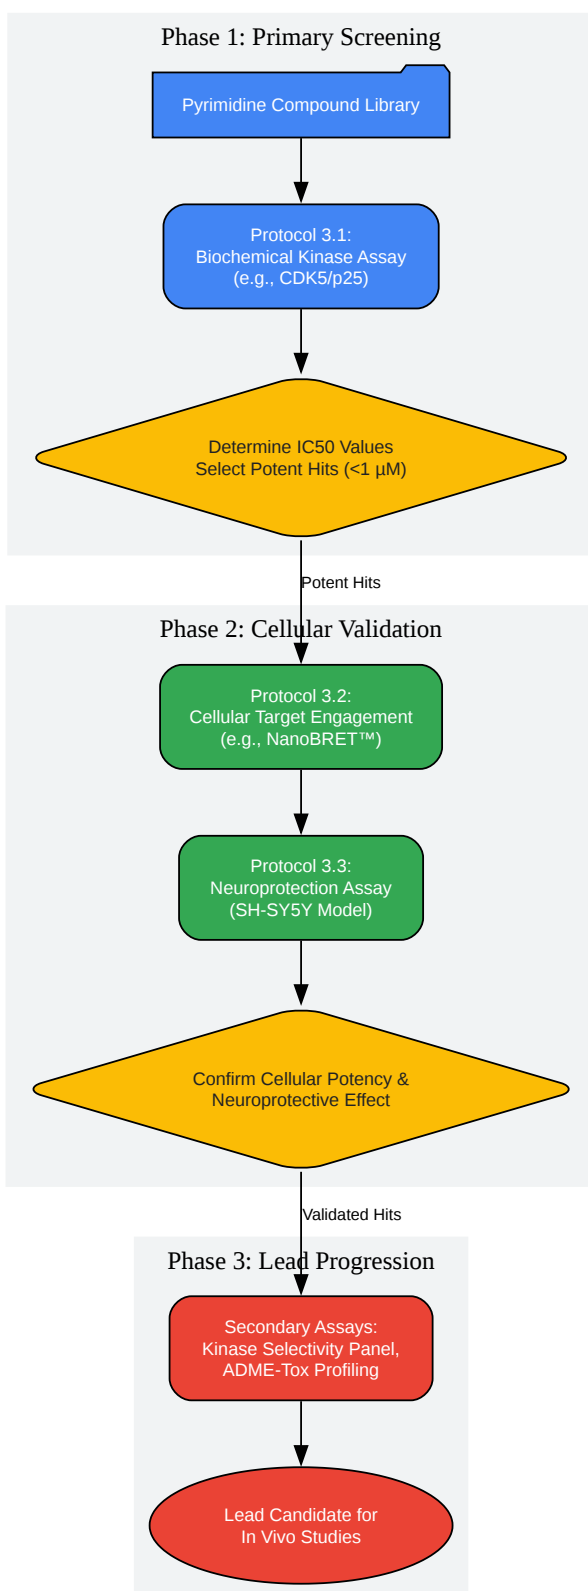 Phase 1: Primary Screening
Pyrimidine Compound Library
Protocol 3.1:
Biochemical Kinase Assay
(e.g., CDK5/p25)
Determine IC50 Values
Select Potent Hits (<1 µM)
Potent Hits
Phase 2: Cellular Validation
Protocol 3.2:
Cellular Target Engagement
(e.g., NanoBRET™)
Protocol 3.3:
Neuroprotection Assay
(SH-SY5Y Model)
Confirm Cellular Potency &
Neuroprotective Effect
Validated Hits
Phase 3: Lead Progression
Secondary Assays:
Kinase Selectivity Panel,
ADME-Tox Profiling
Lead Candidate for
In Vivo Studies